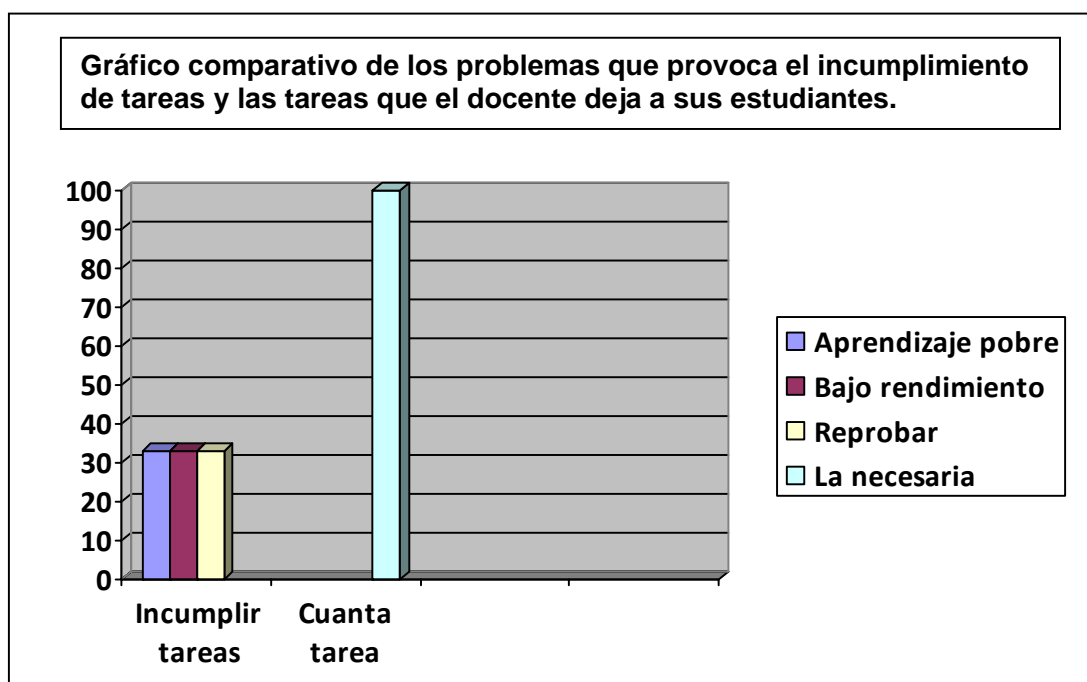 Gráfico comparativo de los problemas que provoca el incumplimiento
de tareas y las tareas que el docente deja a sus estudiantes.
100
90
80
70
60
50
40
30
20
10
0
Incumplir
tareas
Cuanta
tarea
Aprendizaje pobre
Bajo rendimiento
Reprobar
La necesaria